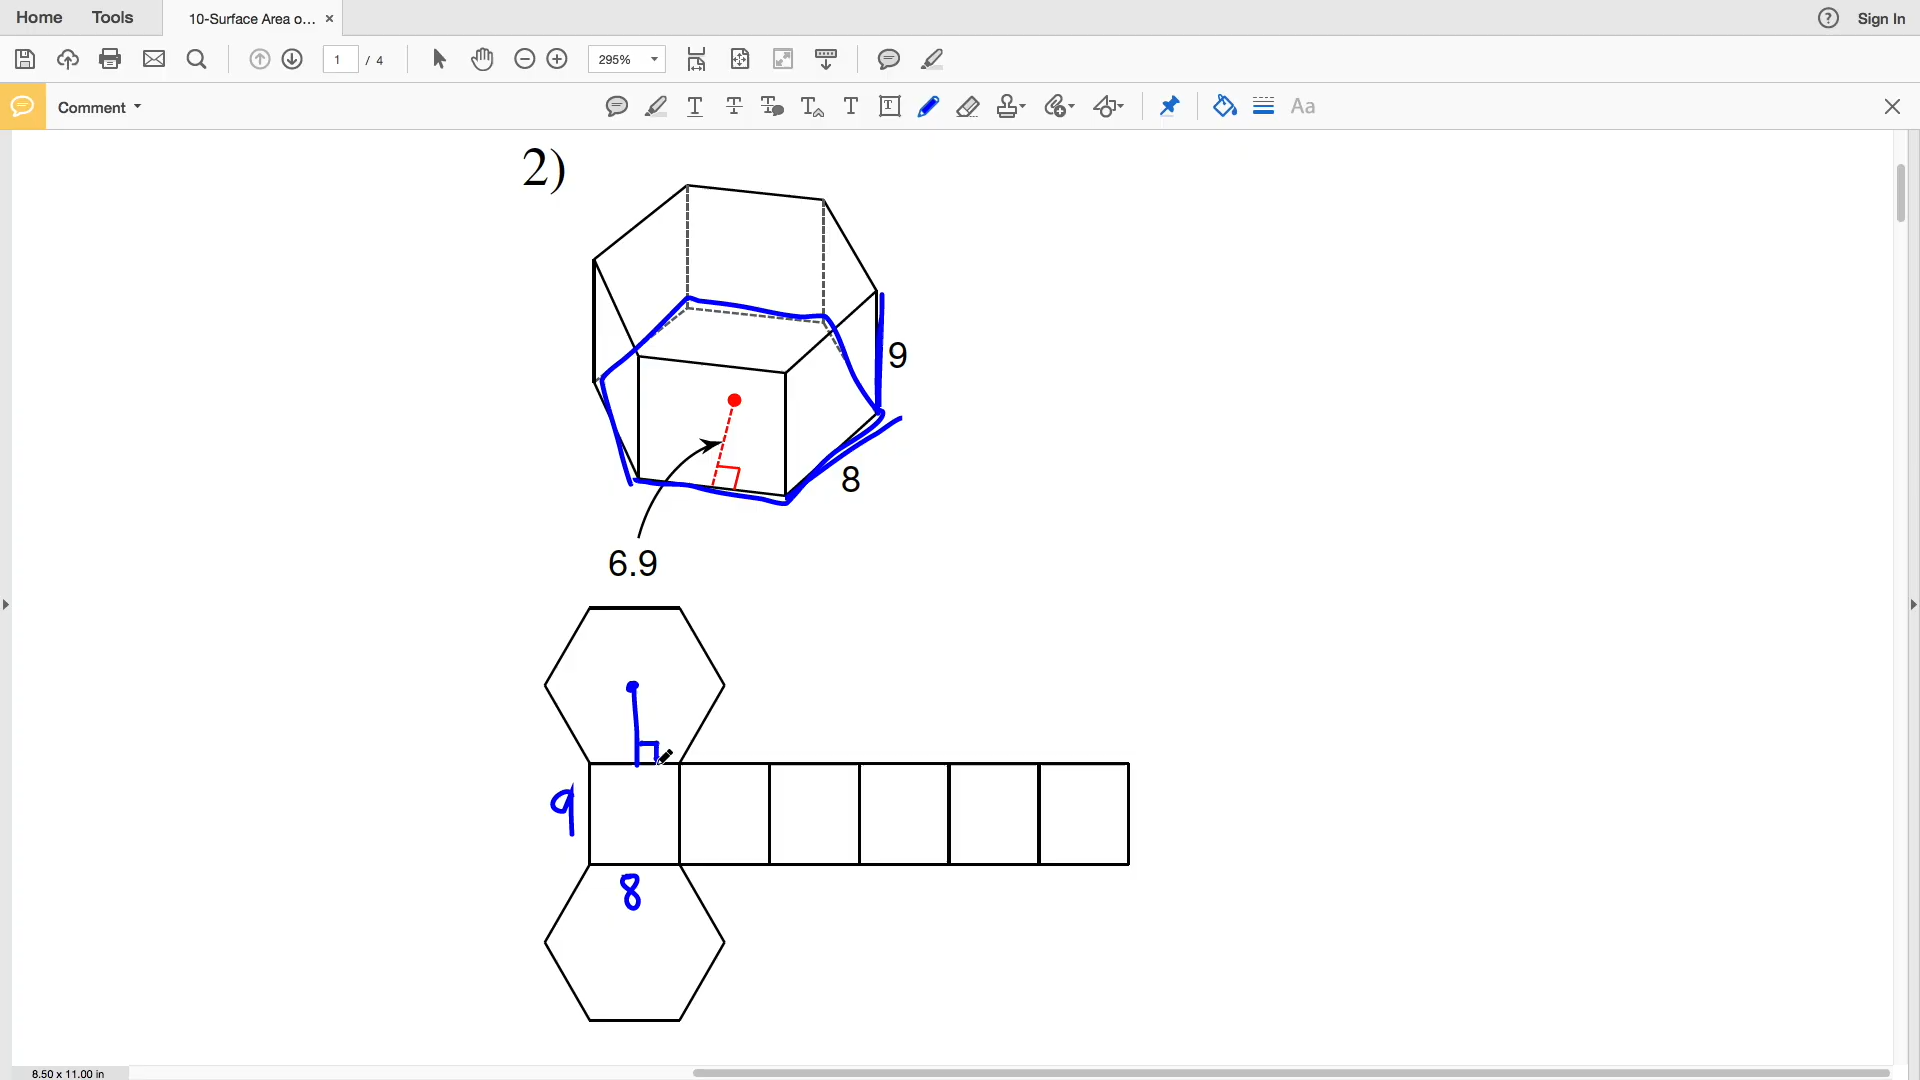 Home Tools 10-Surface Area o... × ? Sign In
1 / 4 295%
Comment T T T T T T Aa
2)
9
8
6.9
9
8
8.50 x 11.00 in